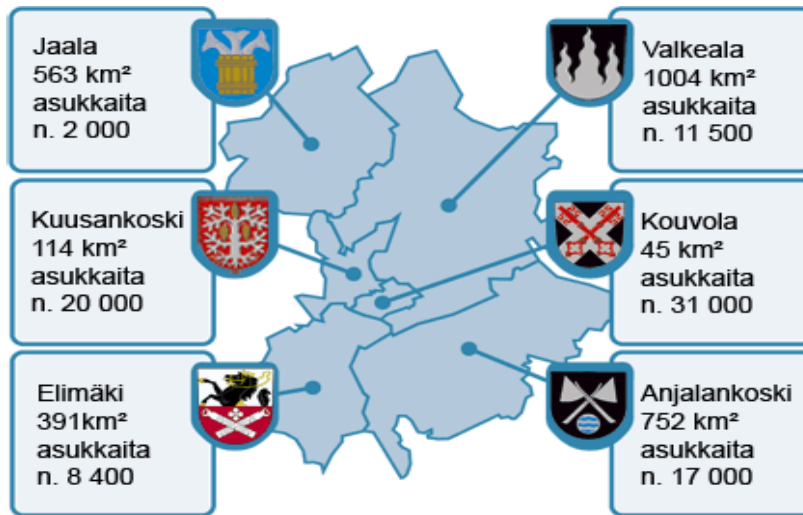 Jaala
563 km²
asukkaita
n. 2 000
Valkeala
1004 km²
asukkaita
n. 11 500
Kuusankoski
114 km²
asukkaita
n. 20 000
Kouvola
45 km²
asukkaita
n. 31 000
Elimäki
391km²
asukkaita
n. 8 400
Anjalankoski
752 km²
asukkaita
n. 17 000